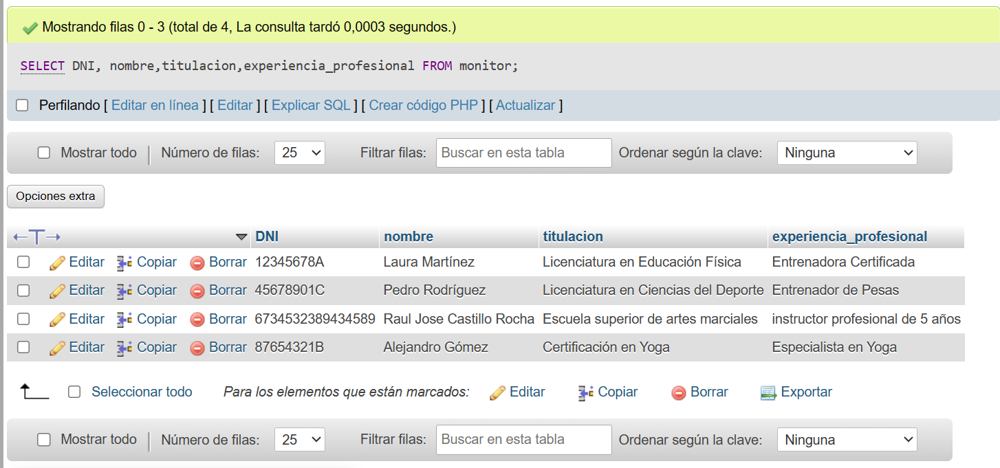 Mostrando filas 0 - 3 (total de 4, La consulta tardó 0,0003 segundos.)
SELECT DNI, nombre,titulacion,experiencia_profesional FROM monitor;
Perfilando [ Editar en línea ] [ Editar ] [ Explicar SQL ] [ Crear código PHP ] [ Actualizar ]
Mostrar todo | Número de filas: 25 Filtrar filas: Buscar en esta tabla Ordenar según la clave: Ninguna
Opciones extra
←T→ DNI nombre titulacion experiencia_profesional
Editar Copiar Borrar 12345678A Laura Martínez Licenciatura en Educación Física Entrenadora Certificada
Editar Copiar Borrar 45678901C Pedro Rodríguez Licenciatura en Ciencias del Deporte Entrenador de Pesas
Editar Copiar Borrar 6734532389434589 Raul Jose Castillo Rocha Escuela superior de artes marciales instructor profesional de 5 años
Editar Copiar Borrar 87654321B Alejandro Gómez Certificación en Yoga Especialista en Yoga
Seleccionar todo Para los elementos que están marcados: Editar Copiar Borrar Exportar
Mostrar todo | Número de filas: 25 Filtrar filas: Buscar en esta tabla Ordenar según la clave: Ninguna